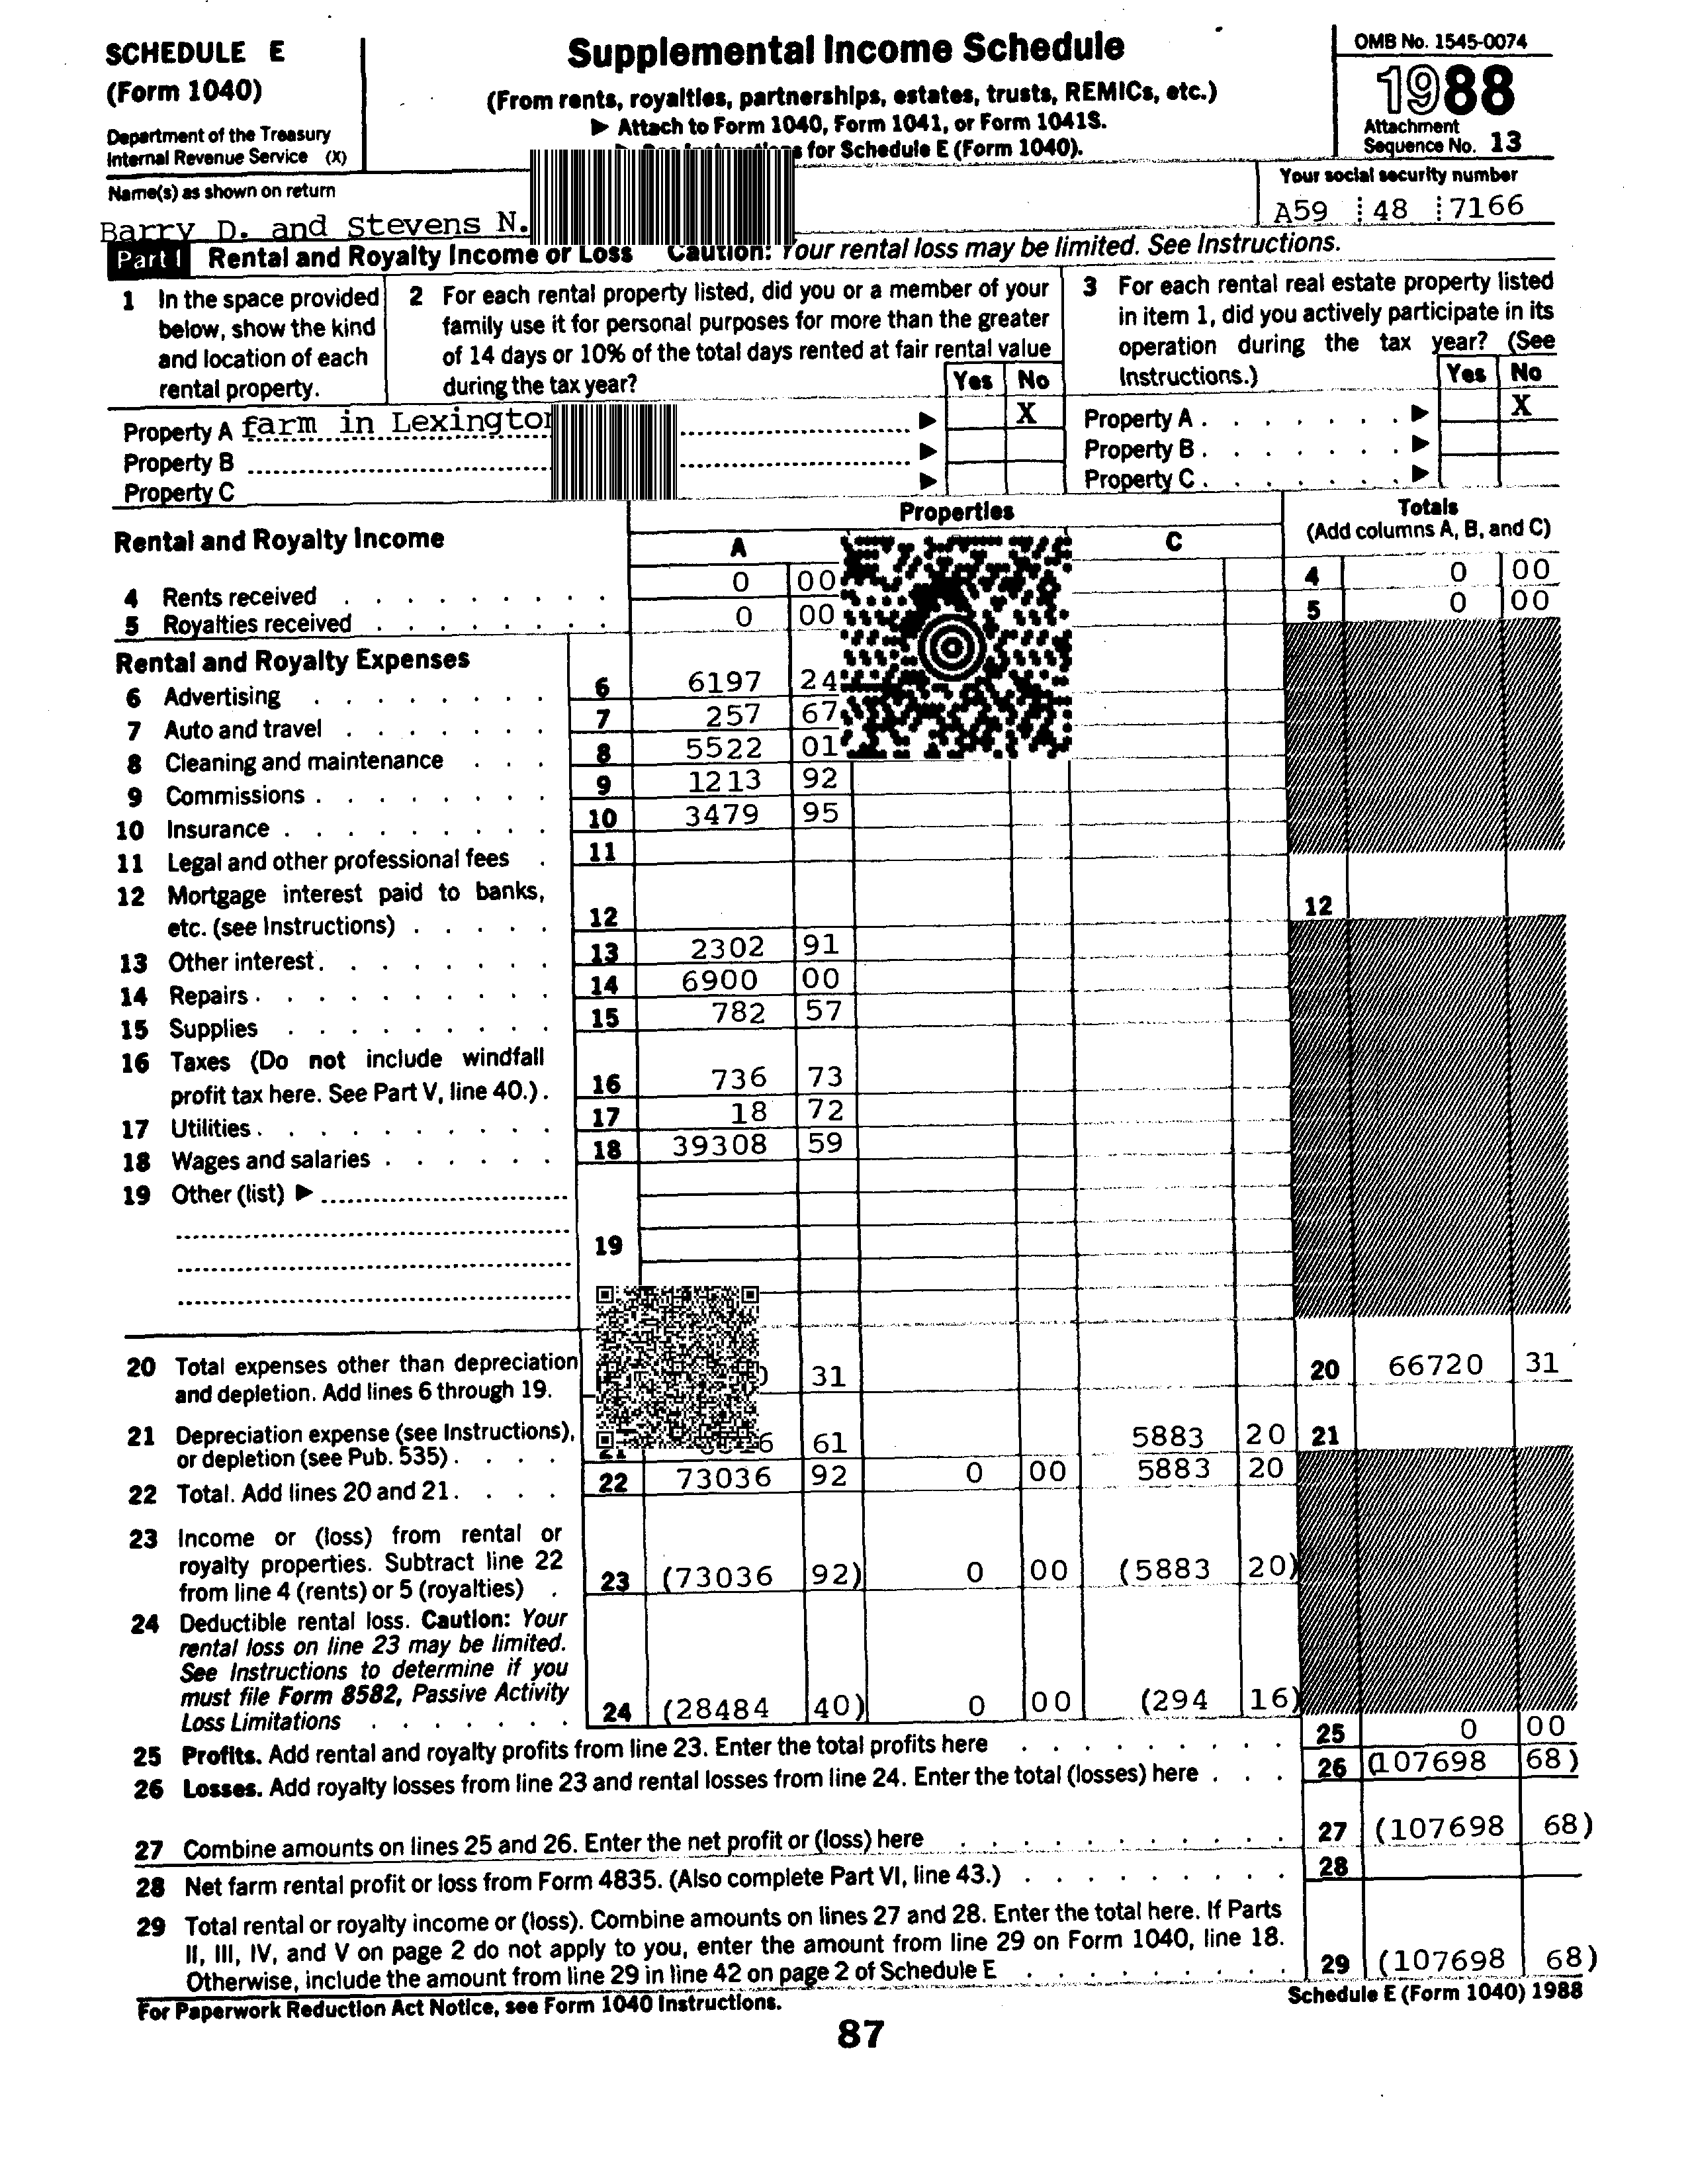 SCHEDULE E
(Form 1040)
Department of the Treasury
Internal Revenue Service (X)
Supplemental Income Schedule
(From rents, royalties, partnerships, estates, trusts, REMICs, etc.)
▶ Attach to Form 1040, Form 1041, or Form 1041S.
for Schedule E (Form 1040).
OMB No. 1545-0074
1988
Attachment
Sequence No. 13
Name(s) as shown on return
Barry D. and Stevens N.
Your social security number
A59 48 7166
Part I Rental and Royalty Income or Loss Caution: Your rental loss may be limited. See Instructions.
1 In the space provided
below, show the kind
and location of each
rental property.
2 For each rental property listed, did you or a member of your
family use it for personal purposes for more than the greater
of 14 days or 10% of the total days rented at fair rental value
during the tax year?
Yes No
3 For each rental real estate property listed
in item 1, did you actively participate in its
operation during the tax year? (See
Instructions.)
Yes No
Property A farm in ▶ X Property A . . . . . . . ▶ X
Property B ▶ Property B . . . . . . . ▶
Property C ▶ Property C . . . . . . . ▶
Rental and Royalty Income
Properties
A C
Totals
(Add columns A, B, and C)
4 Rents received 0 00 4 0 00
5 Royalties received 0 00 5 0 00
Rental and Royalty Expenses
6 Advertising 6 6197 24
7 Auto and travel 7 257 67
8 Cleaning and maintenance 8 5522 01
9 Commissions 9 1213 92
10 Insurance 10 3479 95
11 Legal and other professional fees 11
12 Mortgage interest paid to banks,
etc. (see Instructions) 12 12
13 Other interest 13 2302 91
14 Repairs 14 6900 00
15 Supplies 15 782 57
16 Taxes (Do not include windfall
profit tax here. See Part V, line 40.) 16 736 73
17 Utilities 17 18 72
18 Wages and salaries 18 39308 59
19 Other (list) ▶
19
20 Total expenses other than depreciation
and depletion. Add lines 6 through 19. 31 20 66720 31
21 Depreciation expense (see Instructions),
or depletion (see Pub. 535) 61 5883 20 21
22 Total. Add lines 20 and 21 22 73036 92 0 00 5883 20
23 Income or (loss) from rental or
royalty properties. Subtract line 22
from line 4 (rents) or 5 (royalties) 23 (73036 92) 0 00 (5883 20)
24 Deductible rental loss. Caution: Your
rental loss on line 23 may be limited.
See Instructions to determine if you
must file Form 8582, Passive Activity
Loss Limitations 24 (28484 40) 0 00 (294 16)
25 Profits. Add rental and royalty profits from line 23. Enter the total profits here 25 0 00
26 Losses. Add royalty losses from line 23 and rental losses from line 24. Enter the total (losses) here 26 (107698 68)
27 Combine amounts on lines 25 and 26. Enter the net profit or (loss) here 27 (107698 68)
28 Net farm rental profit or loss from Form 4835. (Also complete Part VI, line 43.) 28
29 Total rental or royalty income or (loss). Combine amounts on lines 27 and 28. Enter the total here. If Parts
II, III, IV, and V on page 2 do not apply to you, enter the amount from line 29 on Form 1040, line 18.
Otherwise, include the amount from line 29 in line 42 on page 2 of Schedule E 29 (107698 68)
For Paperwork Reduction Act Notice, see Form 1040 Instructions. Schedule E (Form 1040) 1988
87